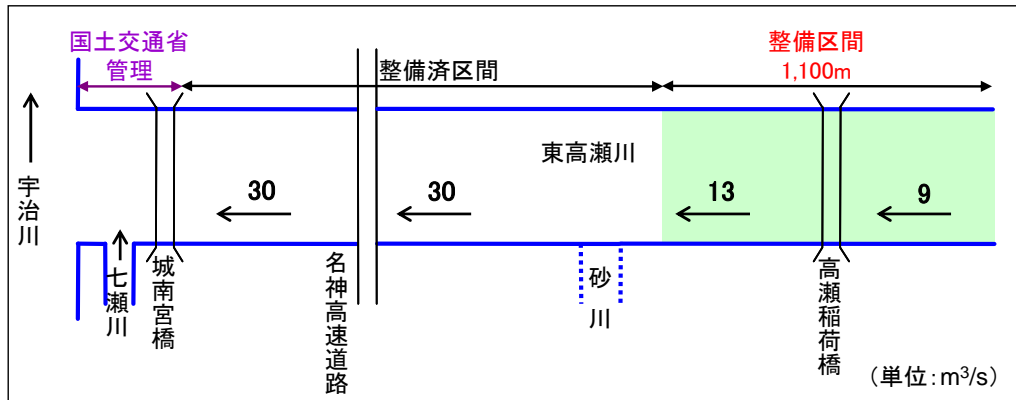 国土交通省
管理
整備済区間
整備区間
1,100m
宇治川
東高瀬川
30
30
13
9
七瀬川
城南宮橋
名神高速道路
砂川
高瀬稲荷橋
（単位：m³/s）